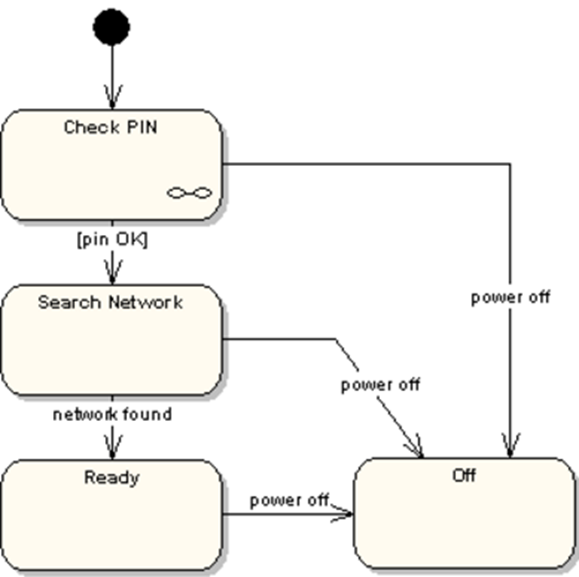 Check PIN
[pin OK]
Search Network
power off
power off
network found
Ready
Off
power off